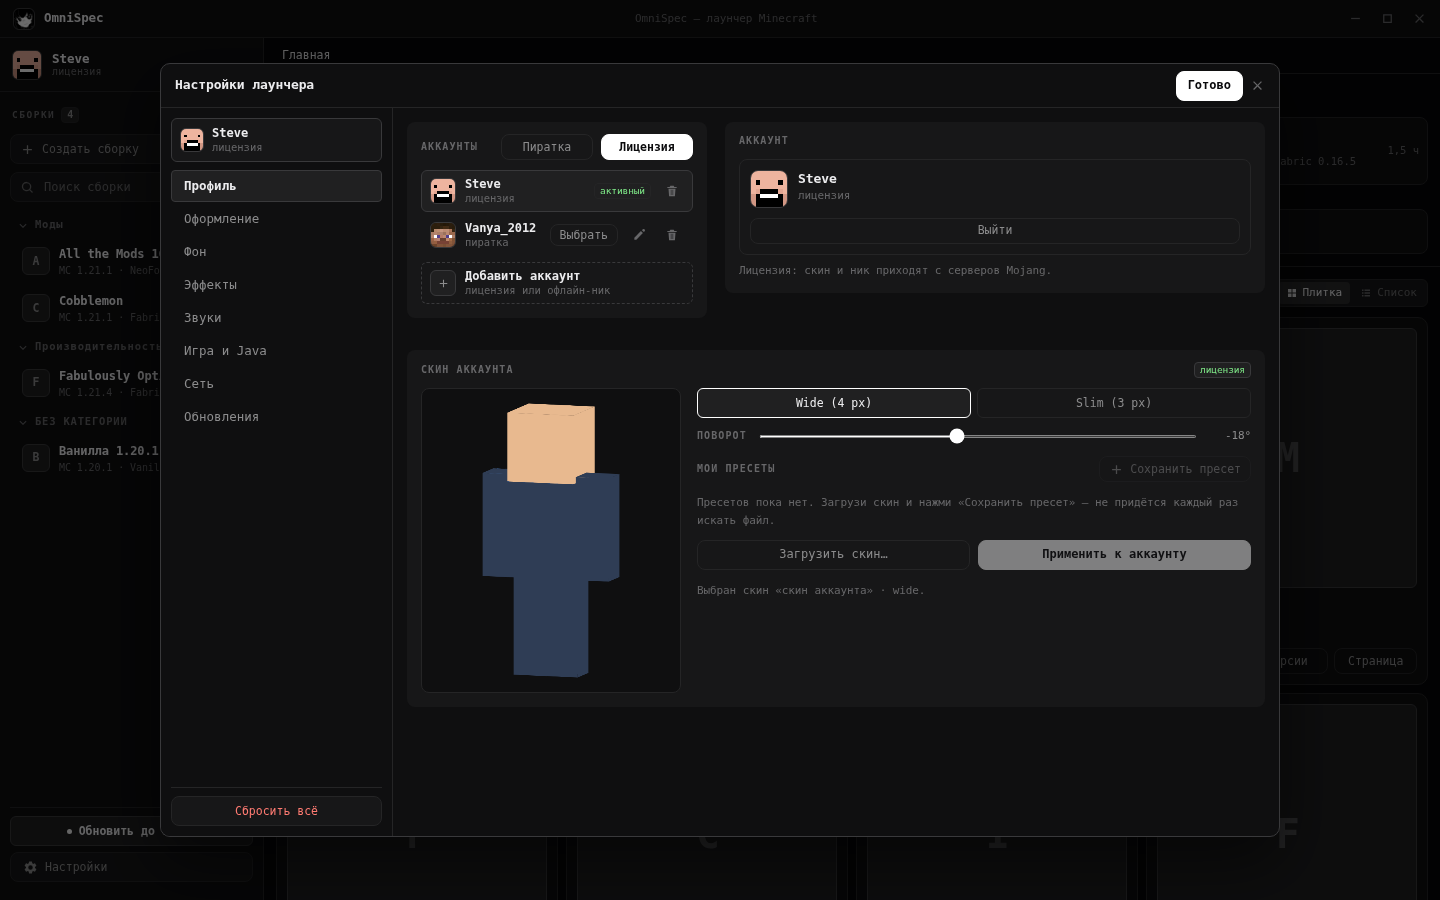 OmniSpec
OmniSpec — лаунчер Minecraft
Steve
лицензия
Главная
СБОРКИ 4
Создать сборку
Поиск сборки
Моды
A
All the Mods 1
MC 1.21.1 · NeoFo
C
Cobblemon
MC 1.21.1 · Fabri
Производительность
F
Fabulously Opt
MC 1.21.4 · Fabri
БЕЗ КАТЕГОРИИ
В
Ванилла 1.20.1
MC 1.20.1 · Vanil
Обновить до
Настройки
Настройки лаунчера
Готово
Steve
лицензия
Профиль
Оформление
Фон
Эффекты
Звуки
Игра и Java
Сеть
Обновления
Сбросить всё
АККАУНТЫ
Пиратка
Лицензия
Steve
лицензия
активный
Vanya_2012
пиратка
Выбрать
Добавить аккаунт
лицензия или офлайн-ник
АККАУНТ
Steve
лицензия
Выйти
Лицензия: скин и ник приходят с серверов Mojang.
СКИН АККАУНТА
лицензия
Wide (4 px)
Slim (3 px)
ПОВОРОТ
-18°
МОИ ПРЕСЕТЫ
Сохранить пресет
Пресетов пока нет. Загрузи скин и нажми «Сохранить пресет» — не придётся каждый раз
искать файл.
Загрузить скин…
Применить к аккаунту
Выбран скин «скин аккаунта» · wide.
1,5 ч
abric 0.16.5
Плитка
Список
M
рсии
Страница
F